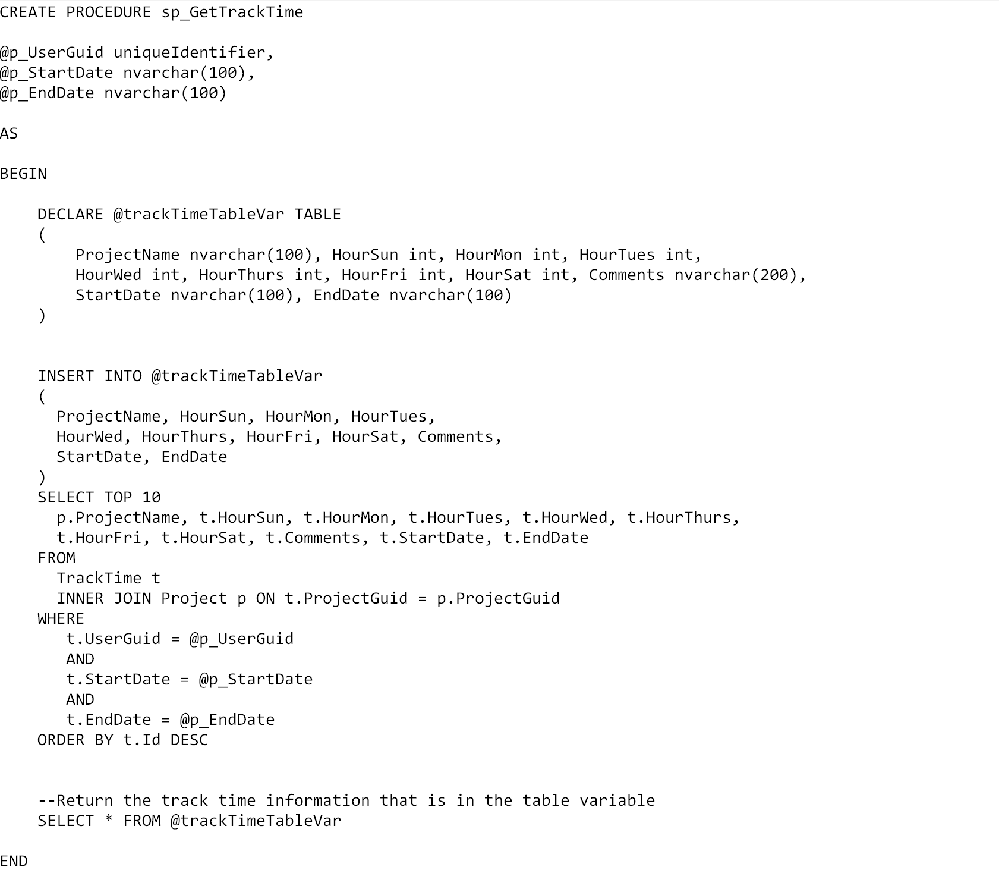 CREATE PROCEDURE sp_GetTrackTime
@p_UserGuid uniqueIdentifier,
@p_StartDate nvarchar(100),
@p_EndDate nvarchar(100)
AS
BEGIN
DECLARE @trackTimeTableVar TABLE
(
ProjectName nvarchar(100), HourSun int, HourMon int, HourTues int,
HourWed int, HourThurs int, HourFri int, HourSat int, Comments nvarchar(200),
StartDate nvarchar(100), EndDate nvarchar(100)
)
INSERT INTO @trackTimeTableVar
(
ProjectName, HourSun, HourMon, HourTues,
HourWed, HourThurs, HourFri, HourSat, Comments,
StartDate, EndDate
)
SELECT TOP 10
p.ProjectName, t.HourSun, t.HourMon, t.HourTues, t.HourWed, t.HourThurs,
t.HourFri, t.HourSat, t.Comments, t.StartDate, t.EndDate
FROM
TrackTime t
INNER JOIN Project p ON t.ProjectGuid = p.ProjectGuid
WHERE
t.UserGuid = @p_UserGuid
AND
t.StartDate = @p_StartDate
AND
t.EndDate = @p_EndDate
ORDER BY t.Id DESC
--Return the track time information that is in the table variable
SELECT * FROM @trackTimeTableVar
END